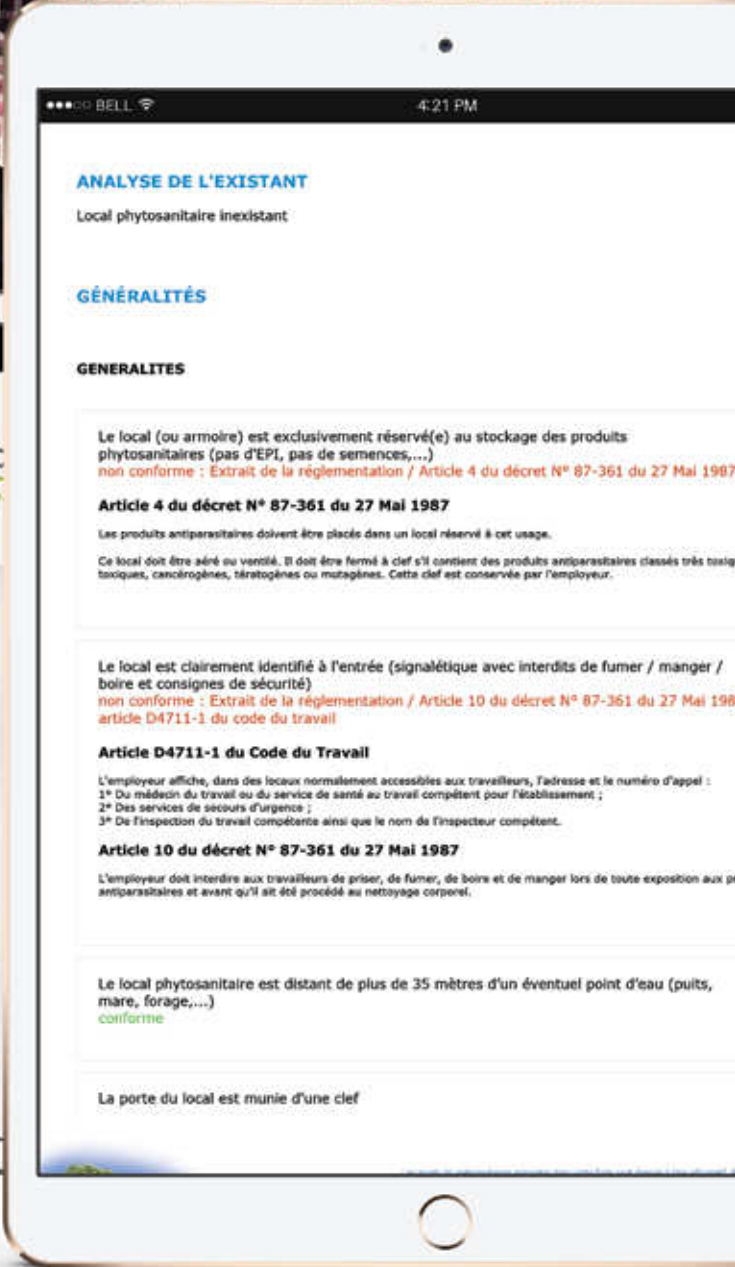 BELL
4:21 PM
ANALYSE DE L'EXISTANT
Local phytosanitaire inexistant
GÉNÉRALITÉS
GENERALITES
Le local (ou armoire) est exclusivement réservé(e) au stockage des produits
phytosanitaires (pas d'EPI, pas de semences,...)
non conforme : Extrait de la réglementation / Article 4 du décret N° 87-361 du 27 Mai 1987
Article 4 du décret N° 87-361 du 27 Mai 1987
Les produits antiparasitaires doivent être placés dans un local réservé à cet usage.
Ce local doit être aéré ou ventilé. Il doit être fermé à clef s'il contient des produits antiparasitaires classés très
toxiques, cancérogènes, tératogènes ou mutagènes. Cette clef est conservée par l'employeur.
Le local est clairement identifié à l'entrée (signalétique avec interdits de fumer / manger /
boire et consignes de sécurité)
non conforme : Extrait de la réglementation / Article 10 du décret N° 87-361 du 27 Mai
article D4711-1 du code du travail
Article D4711-1 du Code du Travail
L'employeur affiche, dans des locaux normalement accessibles aux travailleurs, l'adresse et le numéro d'appel :
1° Du médecin du travail ou du service de santé au travail compétent pour l'établissement ;
2° Des services de secours d'urgence ;
3° De l'inspection du travail compétente ainsi que le nom de l'inspecteur compétent.
Article 10 du décret N° 87-361 du 27 Mai 1987
L'employeur doit interdire aux travailleurs de priser, de fumer, de boire et de manger lors de toute exposition aux
antiparasitaires et avant qu'il ait été procédé au nettoyage corporel.
Le local phytosanitaire est distant de plus de 35 mètres d'un éventuel point d'eau (puits,
mare, forage,...)
conforme
La porte du local est munie d'une clef